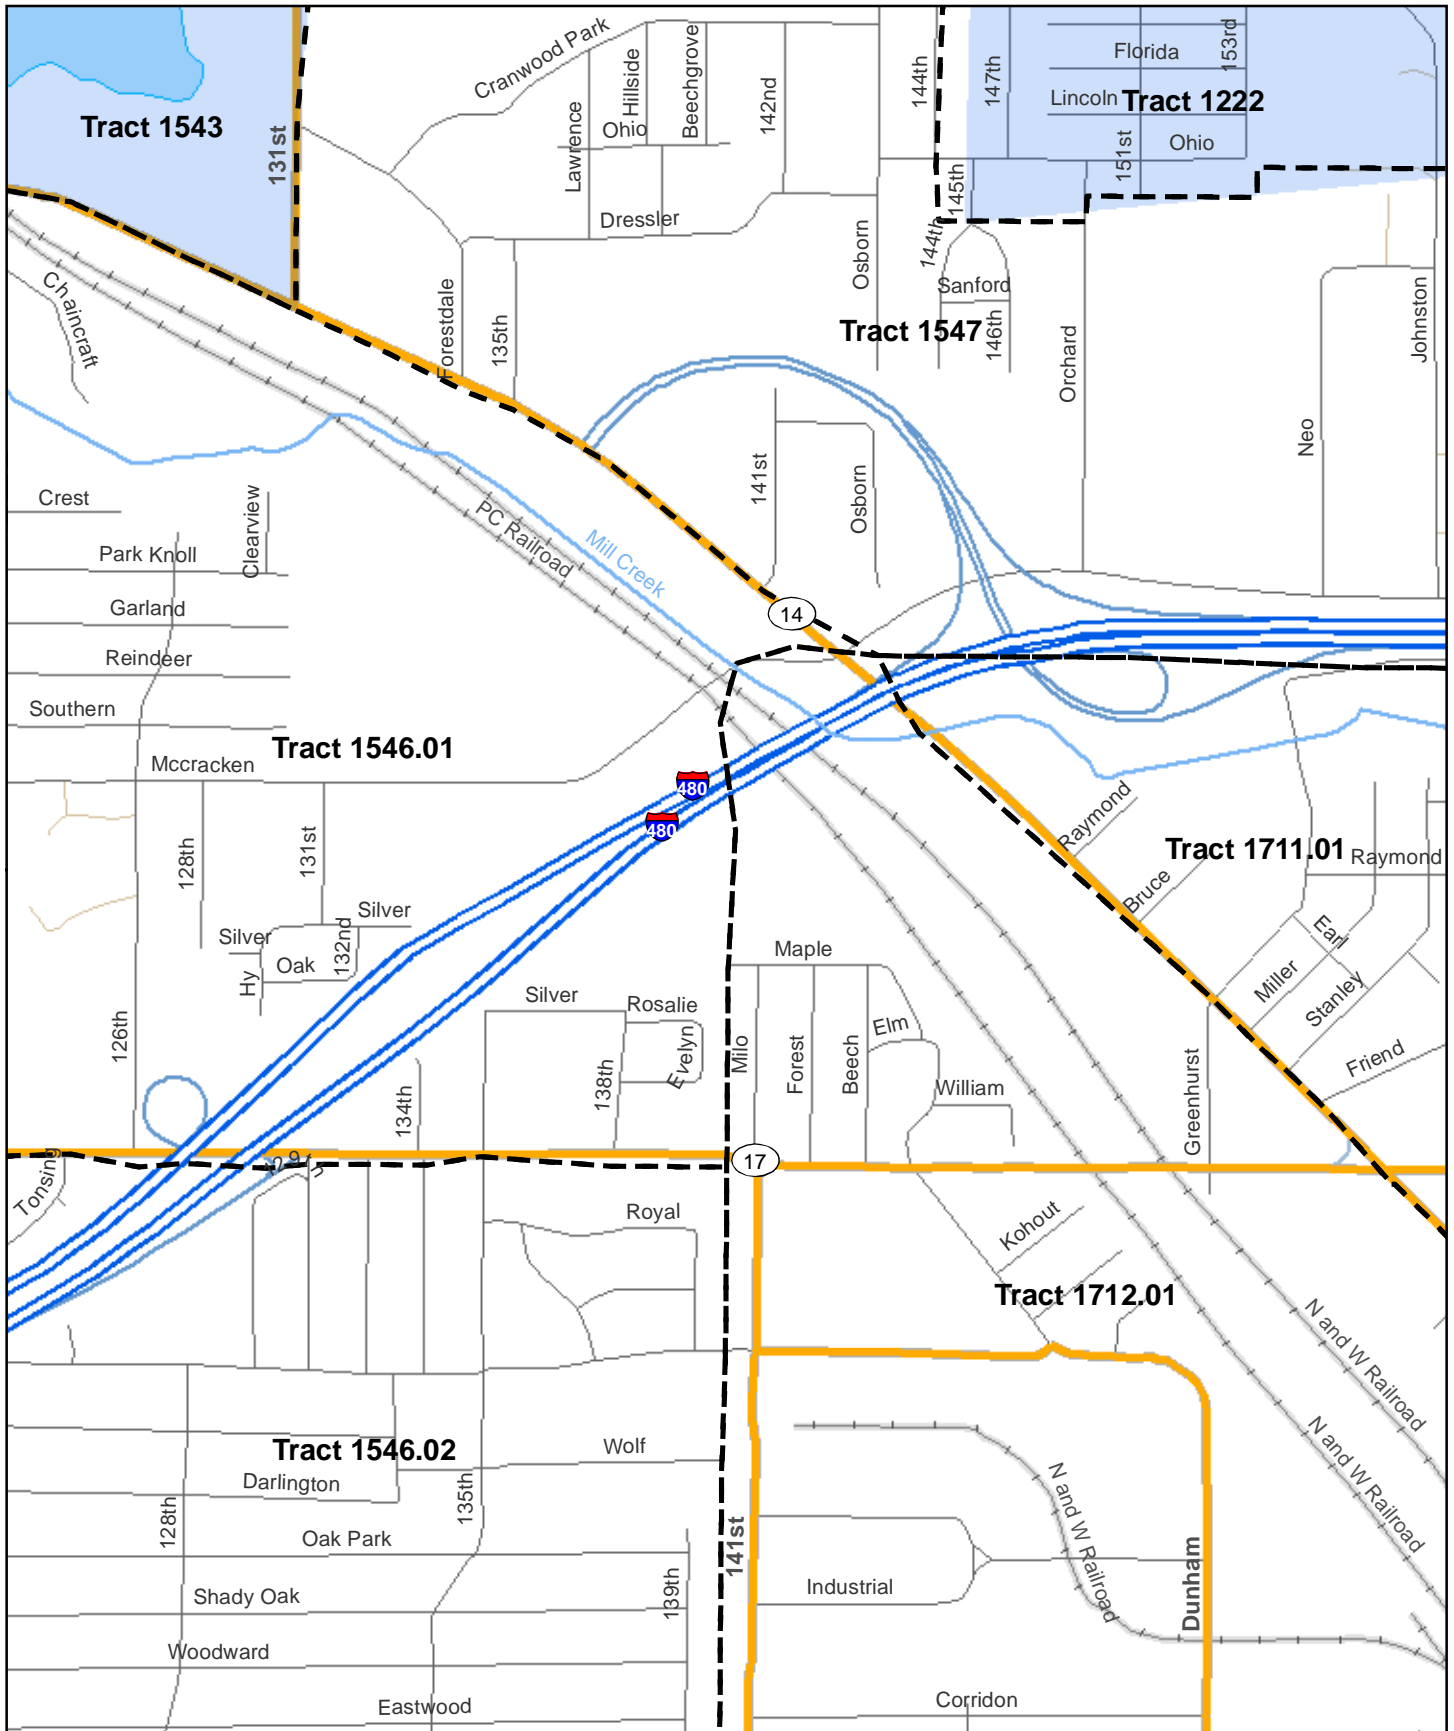 Cranwood Park
Hillside
Beechgrove
142nd
144th
147th
Florida
153rd
Lincoln
Tract 1222
Tract 1543
131st
Lawrence
Ohio
151st
Ohio
145th
Dressler
Osborn
144th
Chaincraft
Forestdale
135th
Sanford
Tract 1547
146th
Orchard
Johnston
141st
Osborn
Neo
Crest
Clearview
PC Railroad
Mill Creek
Park Knoll
Garland
14
Reindeer
Southern
Tract 1546.01
Mccracken
480
480
Raymond
Tract 1711.01
Raymond
128th
131st
Bruce
Silver
Silver
132nd
Oak
Hy
Maple
Earl
Miller
Stanley
Silver
Rosalie
Evelyn
138th
126th
134th
Milo
Forest
Beech
Elm
William
Greenhurst
Friend
Tonsing
17
Royal
Kohout
Tract 1712.01
N and W Railroad
N and W Railroad
Tract 1546.02
Wolf
Darlington
128th
135th
N and W Railroad
Oak Park
141st
Dunham
Industrial
Shady Oak
139th
Woodward
Eastwood
Corridon